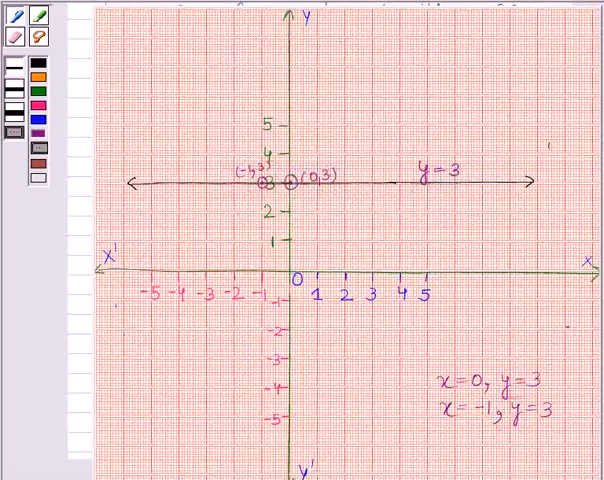 Y
5
4
(-1,3)
3
(0,3)
y=3
2
1
X'
X
0
-5 -4 -3 -2 -1
1 2 3 4 5
-1
-2
-3
-4
-5
x=0, y=3
x=-1, y=3
Y'